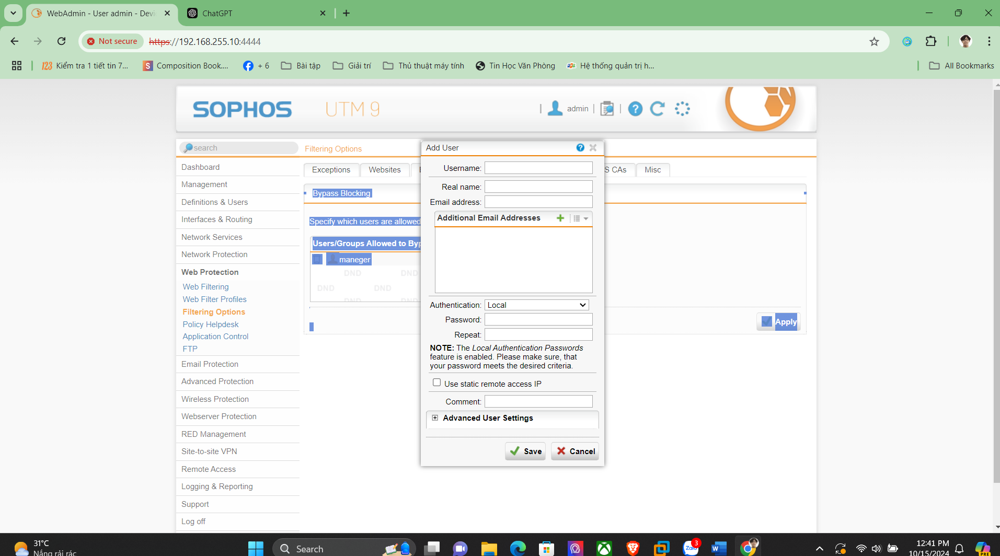 WebAdmin - User admin - Devi
ChatGPT
Not secure https://192.168.255.10:4444
123 Kiểm tra 1 tiết tin 7... S Composition Book.... + 6 Bài tập Giải trí Thủ thuật máy tính Tin Học Văn Phòng Hệ thống quản trị h... All Bookmarks
SOPHOS UTM 9 | admin | |
search
Filtering Options
Dashboard
Management
Definitions & Users
Interfaces & Routing
Network Services
Network Protection
Web Protection
Web Filtering
Web Filter Profiles
Filtering Options
Policy Helpdesk
Application Control
FTP
Email Protection
Advanced Protection
Wireless Protection
Webserver Protection
RED Management
Site-to-site VPN
Remote Access
Logging & Reporting
Support
Log off
Exceptions Websites S CAs Misc
Bypass Blocking
Specify which users are allowed
Users/Groups Allowed to Byp
maneger
DND DND
DND DND
DND DND
Apply
Add User
Username:
Real name:
Email address:
Additional Email Addresses
Authentication: Local
Password:
Repeat:
NOTE: The Local Authentication Passwords
feature is enabled. Please make sure, that
your password meets the desired criteria.
Use static remote access IP
Comment:
Advanced User Settings
Save Cancel
31°C
Nắng rải rác
Search
Zalo 3
W
PRE
12:41 PM
10/15/2024